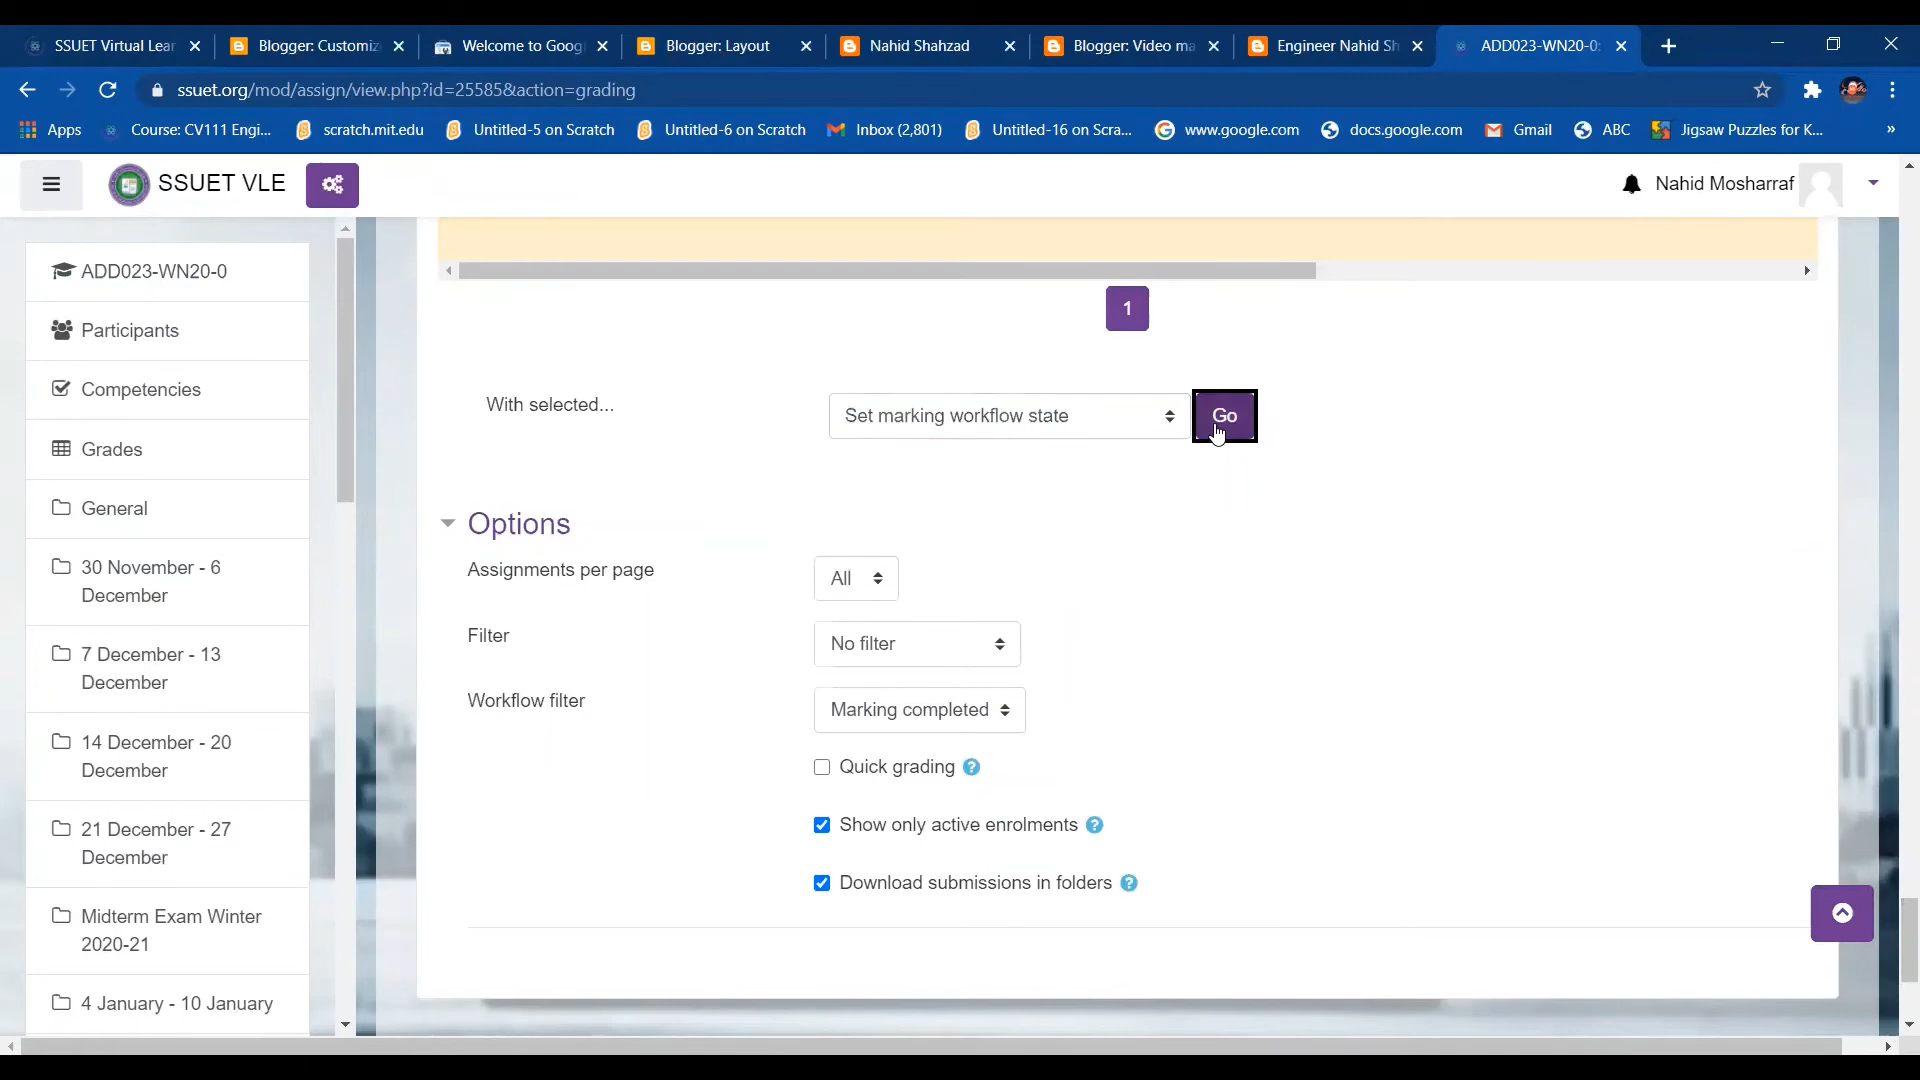 SSUET Virtual Lear
Blogger: Customiz
Welcome to Goog
Blogger: Layout
Nahid Shahzad
Blogger: Video ma
Engineer Nahid Sh
ADD023-WN20-0:
ssuet.org/mod/assign/view.php?id=25585&action=grading
Apps
Course: CV111 Engi...
scratch.mit.edu
Untitled-5 on Scratch
Untitled-6 on Scratch
Inbox (2,801)
Untitled-16 on Scra...
www.google.com
docs.google.com
Gmail
ABC
Jigsaw Puzzles for K...
»
SSUET VLE
Nahid Mosharraf
ADD023-WN20-0
Participants
Competencies
Grades
General
30 November - 6
December
7 December - 13
December
14 December - 20
December
21 December - 27
December
Midterm Exam Winter
2020-21
4 January - 10 January
1
With selected...
Set marking workflow state
Go
Options
Assignments per page
All
Filter
No filter
Workflow filter
Marking completed
Quick grading
Show only active enrolments
Download submissions in folders